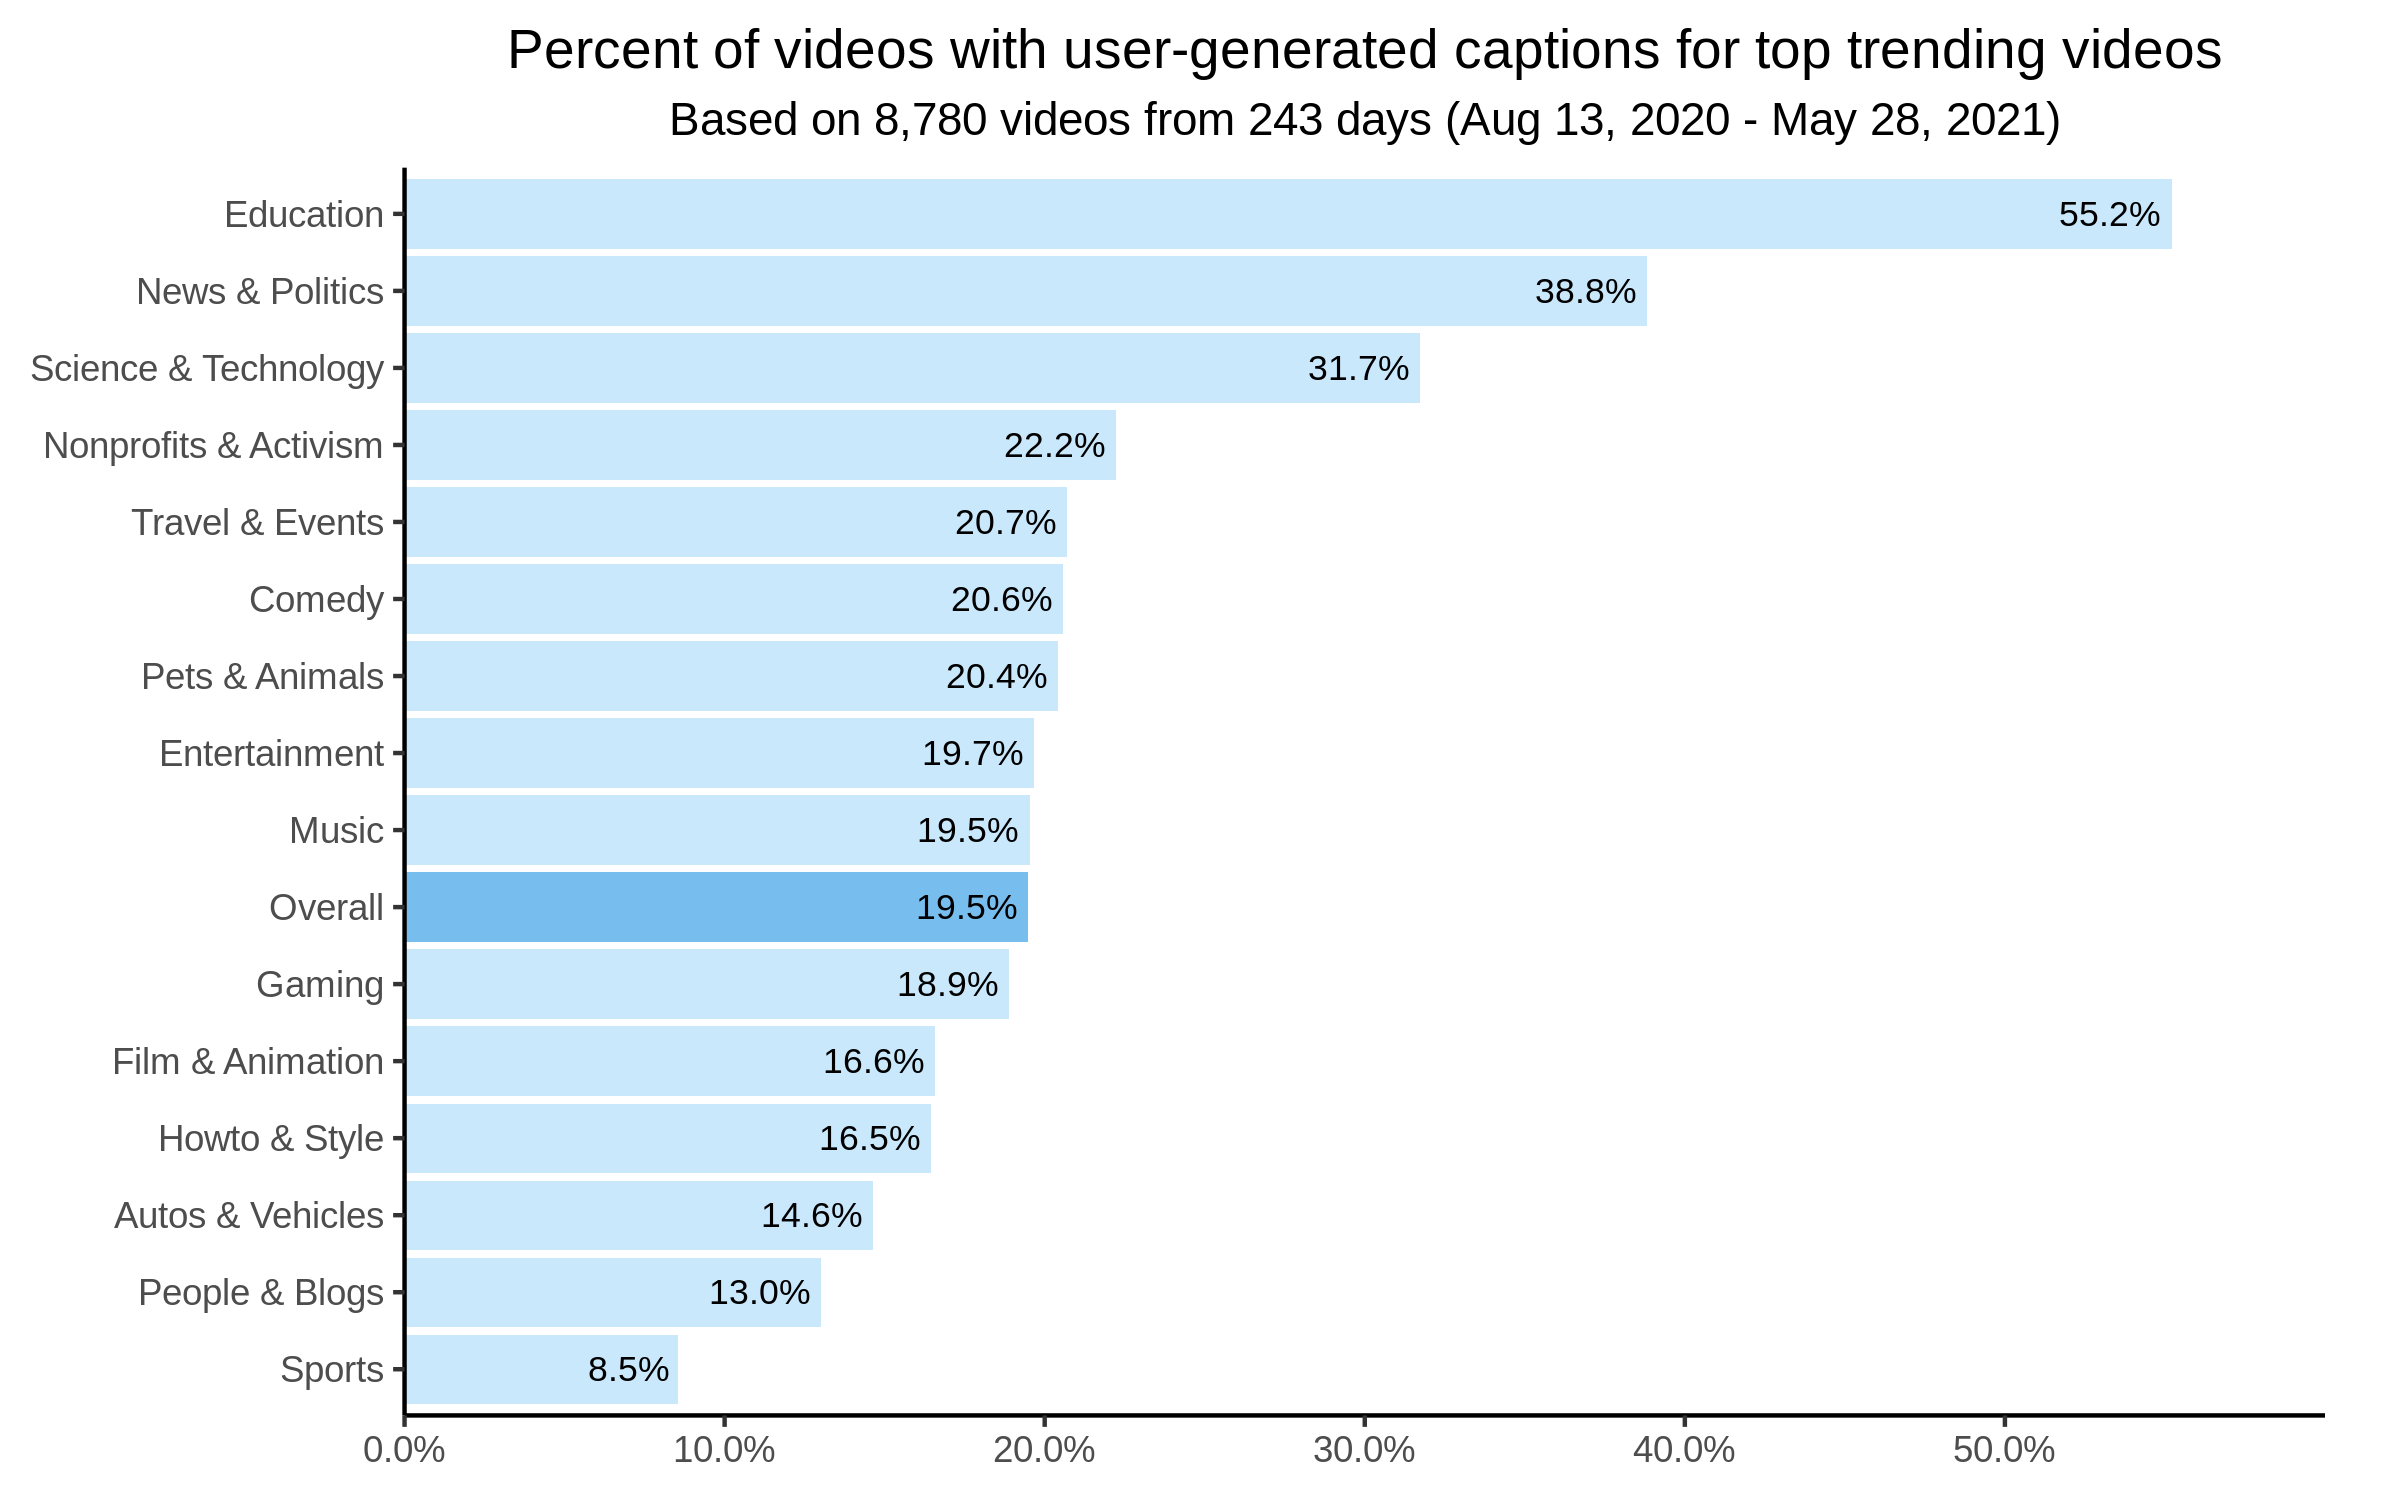 Percent of videos with user-generated captions for top trending videos
Based on 8,780 videos from 243 days (Aug 13, 2020 - May 28, 2021)
Education 55.2%
News & Politics 38.8%
Science & Technology 31.7%
Nonprofits & Activism 22.2%
Travel & Events 20.7%
Comedy 20.6%
Pets & Animals 20.4%
Entertainment 19.7%
Music 19.5%
Overall 19.5%
Gaming 18.9%
Film & Animation 16.6%
Howto & Style 16.5%
Autos & Vehicles 14.6%
People & Blogs 13.0%
Sports 8.5%
0.0% 10.0% 20.0% 30.0% 40.0% 50.0%